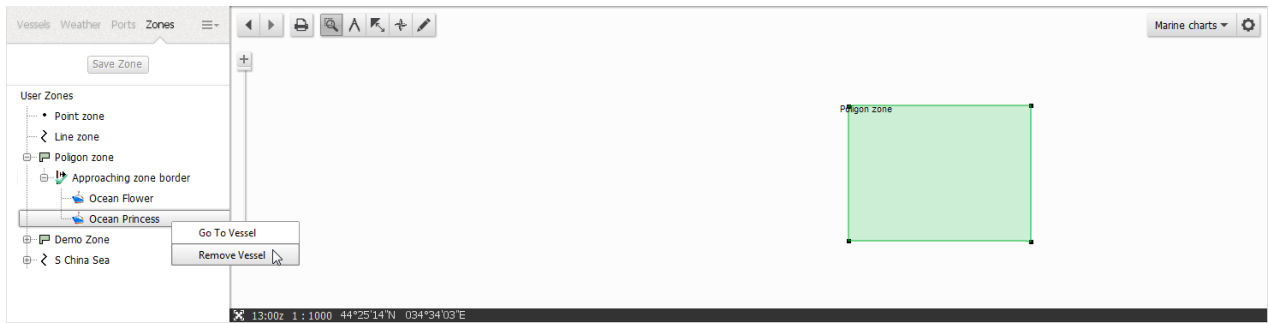 Vessels Weather Ports Zones
Marine charts
Save Zone
User Zones
Point zone
Line zone
Poligon zone
Approaching zone border
Ocean Flower
Ocean Princess
Go To Vessel
Demo Zone
Remove Vessel
S China Sea
Poligon zone
13:00z 1 : 1000 44°25'14"N 034°34'03"E